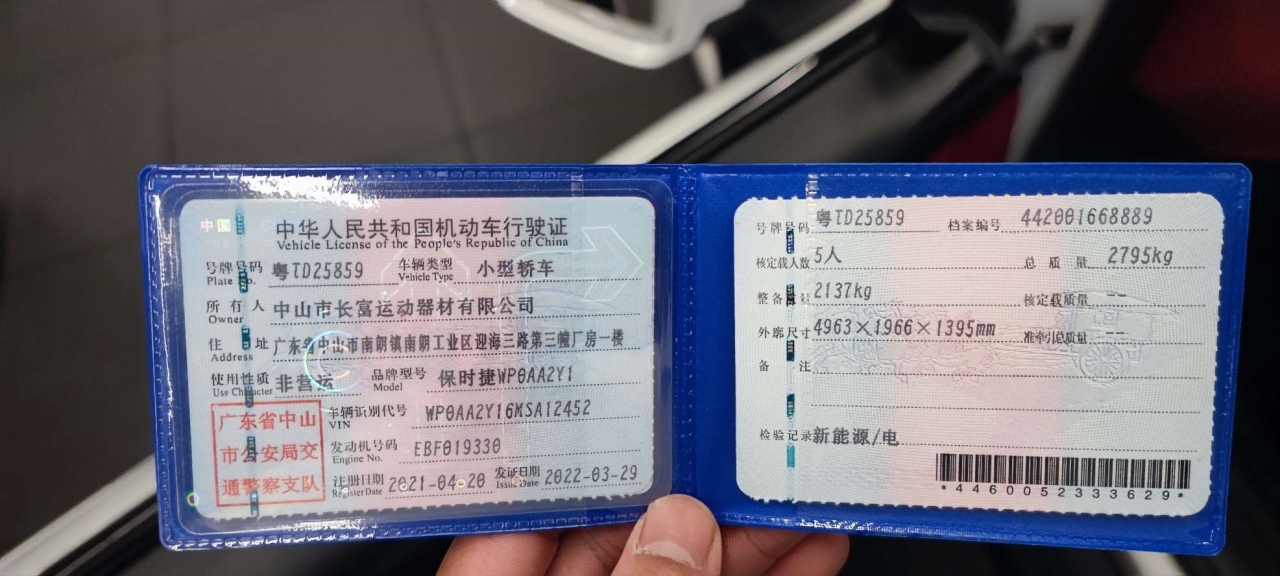 中国
中华人民共和国机动车行驶证
Vehicle License of the People's Republic of China
号牌号码 粤TD25859 车辆类型 小型轿车
Plate No. Vehicle Type
所有人 中山市长富运动器材有限公司
Owner
住址 广东省中山市南朗镇南朗工业区迎海三路第三幢厂房一楼
Address
使用性质 非营运 品牌型号 保时捷WP0AA2Y1
Use Character Model
广东省中山
市公安局交
通警察支队
车辆识别代号 WP0AA2Y16MSA12452
VIN
发动机号码 EBF019330
Engine No.
注册日期 2021-04-20 发证日期 2022-03-29
Register Date Issue Date
号牌号码 粤TD25859 档案编号 442001668889
核定载人数 5人 总质量 2795kg
整备质量 2137kg 核定载质量 --
外廓尺寸 4963×1966×1395mm 准牵引总质量 --
备注
检验记录 新能源/电
*4460052333629*